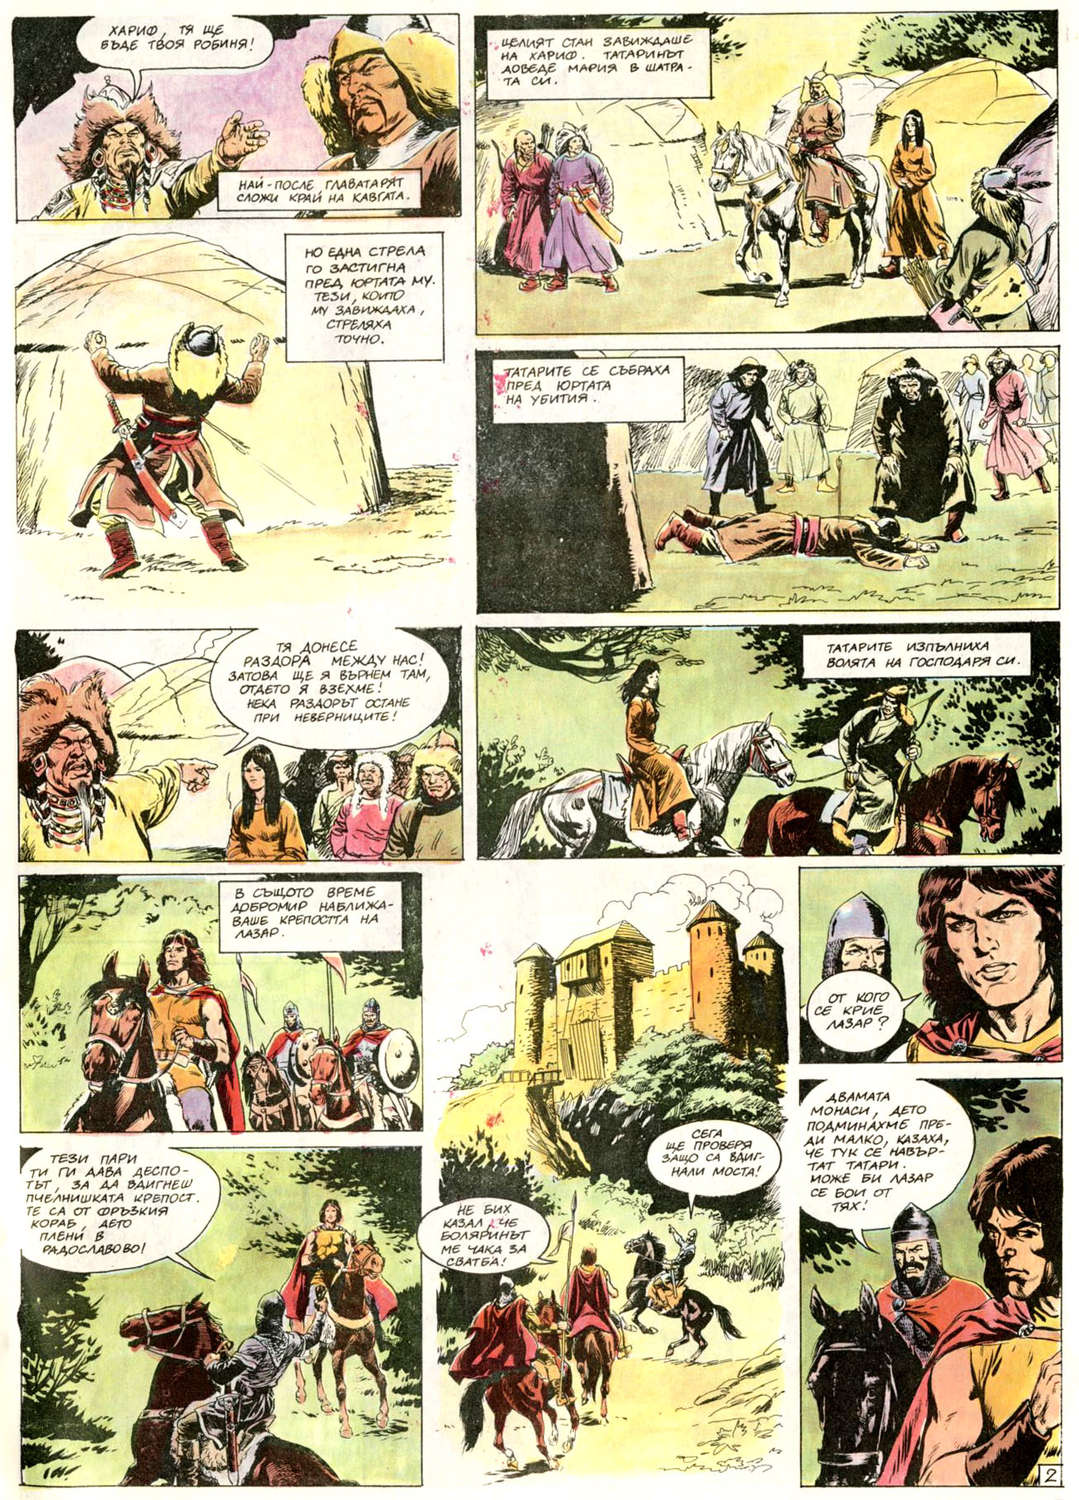 ХАРИФ, ТЯ ЩЕ
БЪДЕ ТВОЯ РОБИНЯ!
НАЙ-ПОСЛЕ ГЛАВАТАРЯТ
СЛОЖИ КРАЙ НА КАВГАТА.
ЦЕЛИЯТ СТАН ЗАВИЖДАШЕ
НА ХАРИФ. ТАТАРИНЪТ
ДОВЕДЕ МАРИЯ В ШАТРА-
ТА СИ.
НО ЕДНА СТРЕЛА
ГО ЗАСТИГНА
ПРЕД ЮРТАТА МУ.
ТЕЗИ, КОИТО
МУ ЗАВИЖДАХА,
СТРЕЛЯХА
ТОЧНО.
ТАТАРИТЕ СЕ СЪБРАХА
ПРЕД ЮРТАТА
НА УБИТИЯ.
ТЯ ДОНЕСЕ
РАЗДОРА МЕЖДУ НАС!
ЗАТОВА ЩЕ Я ВЪРНЕМ ТАМ,
ОТДЕТО Я ВЗЕХМЕ!
НЕКА РАЗДОРЪТ ОСТАНЕ
ПРИ НЕВЕРНИЦИТЕ!
ТАТАРИТЕ ИЗПЪЛНИХА
ВОЛЯТА НА ГОСПОДАРЯ СИ.
В СЪЩОТО ВРЕМЕ
ДОБРОМИР НАБЛИЖА-
ВАШЕ КРЕПОСТТА НА
ЛАЗАР.
ТЕЗИ ПАРИ
ТИ ГИ ДАВА ДЕСПО-
ТЪТ, ЗА ДА ВДИГНЕШ
ПЧЕЛНИШКАТА КРЕПОСТ.
ТЕ СА ОТ ФРЪЗКИЯ
КОРАБ, ДЕТО
ПЛЕНИ В
РАДОСЛАВОВО!
НЕ БИХ
КАЗАЛ, ЧЕ
БОЛЯРИНЪТ
МЕ ЧАКА ЗА
СВАТБА!
СЕГА
ЩЕ ПРОВЕРЯ
ЗАЩО СА ВДИГ-
НАЛИ МОСТА!
ОТ КОГО
СЕ КРИЕ
ЛАЗАР?
ДВАМАТА
МОНАСИ, ДЕТО
ПОДМИНАХМЕ ПРЕ-
ДИ МАЛКО, КАЗАХА,
ЧЕ ТУК СЕ НАВЪР-
ТАТ ТАТАРИ.
МОЖЕ БИ ЛАЗАР
СЕ БОИ ОТ
ТЯХ!
2